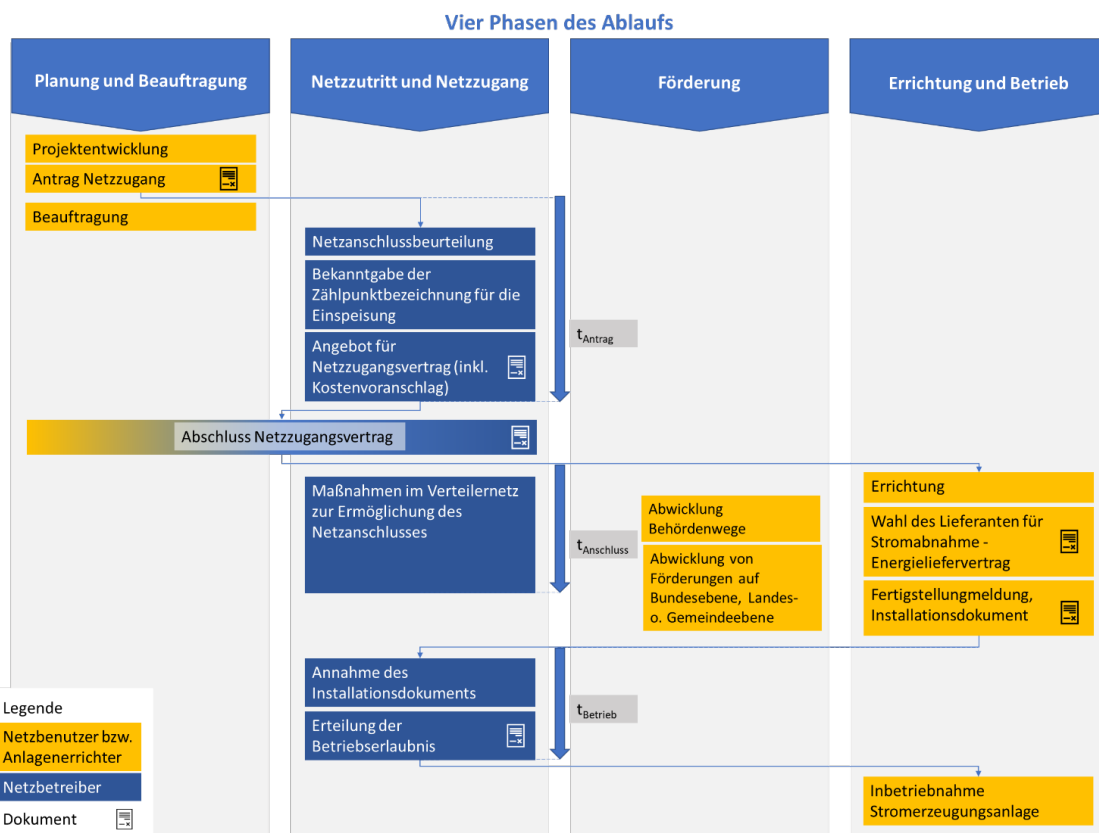 Vier Phasen des Ablaufs
Planung und Beauftragung
Netzzutritt und Netzzugang
Förderung
Errichtung und Betrieb
Projektentwicklung
Antrag Netzzugang
Beauftragung
Netzanschlussbeurteilung
Bekanntgabe der
Zählpunktbezeichnung für die
Einspeisung
Angebot für
Netzzugangsvertrag (inkl.
Kostenvoranschlag)
tAntrag
Abschluss Netzzugangsvertrag
Maßnahmen im Verteilernetz
zur Ermöglichung des
Netzanschlusses
tAnschluss
Abwicklung
Behördenwege
Abwicklung von
Förderungen auf
Bundesebene, Landes-
o. Gemeindeebene
Errichtung
Wahl des Lieferanten für
Stromabnahme -
Energieliefervertrag
Fertigstellungmeldung,
Installationsdokument
Annahme des
Installationsdokuments
Erteilung der
Betriebserlaubnis
tBetrieb
Inbetriebnahme
Stromerzeugungsanlage
Legende
Netzbenutzer bzw.
Anlagenerrichter
Netzbetreiber
Dokument